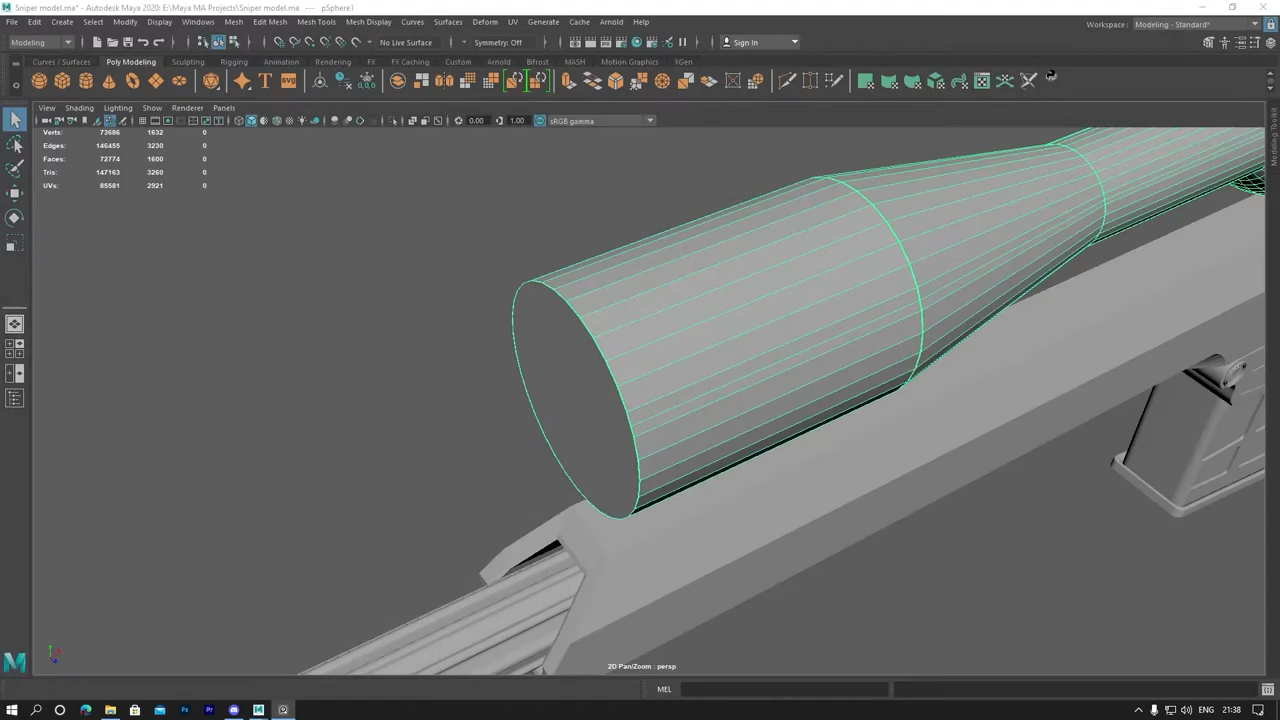 Sniper model.ma* - Autodesk Maya 2020: E:\Maya MA Projects\Sniper model.ma --- pSphere1
File Edit Create Select Modify Display Windows Mesh Edit Mesh Mesh Tools Mesh Display Curves Surfaces Deform UV Generate Cache Arnold Help
Workspace: Modeling - Standard*
Modeling
No Live Surface
Symmetry: Off
Sign In
Curves / Surfaces Poly Modeling Sculpting Rigging Animation Rendering FX FX Caching Custom Arnold Bifrost MASH Motion Graphics XGen
SVG
View Shading Lighting Show Renderer Panels
0.00 1.00 sRGB gamma
Verts: 73686 1632 0
Edges: 146455 3230 0
Faces: 72774 1600 0
Tris: 147163 3260 0
UVs: 85581 2921 0
Modeling Toolkit
2D Pan/Zoom : persp
MEL
ENG 21:38